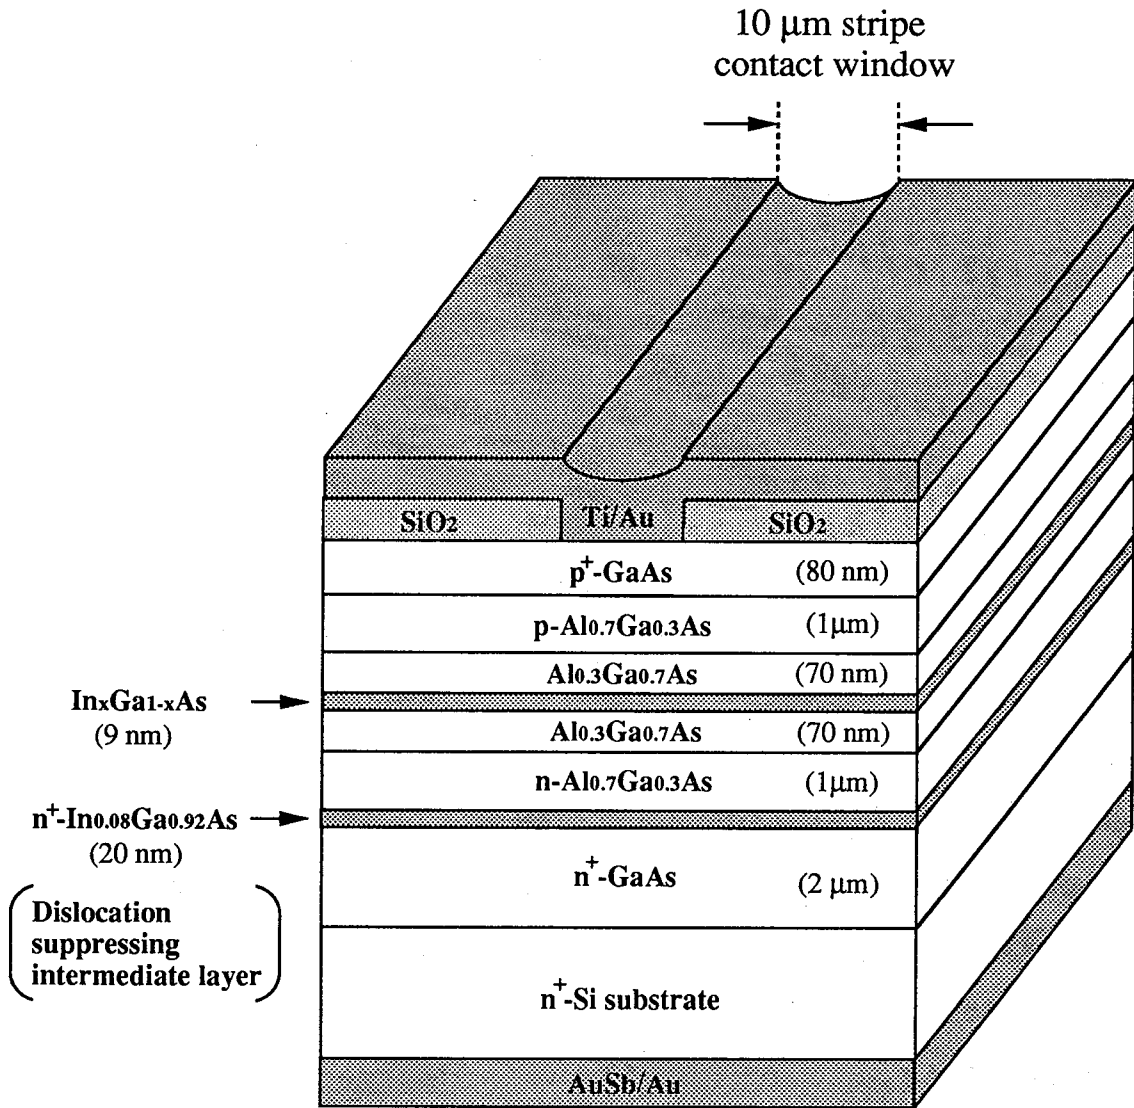 10 μm stripe
contact window
SiO2
Ti/Au
SiO2
p+-GaAs (80 nm)
p-Al0.7Ga0.3As (1μm)
Al0.3Ga0.7As (70 nm)
InxGa1-xAs
(9 nm)
Al0.3Ga0.7As (70 nm)
n-Al0.7Ga0.3As (1μm)
n+-In0.08Ga0.92As
(20 nm)
n+-GaAs (2 μm)
Dislocation
suppressing
intermediate layer
n+-Si substrate
AuSb/Au